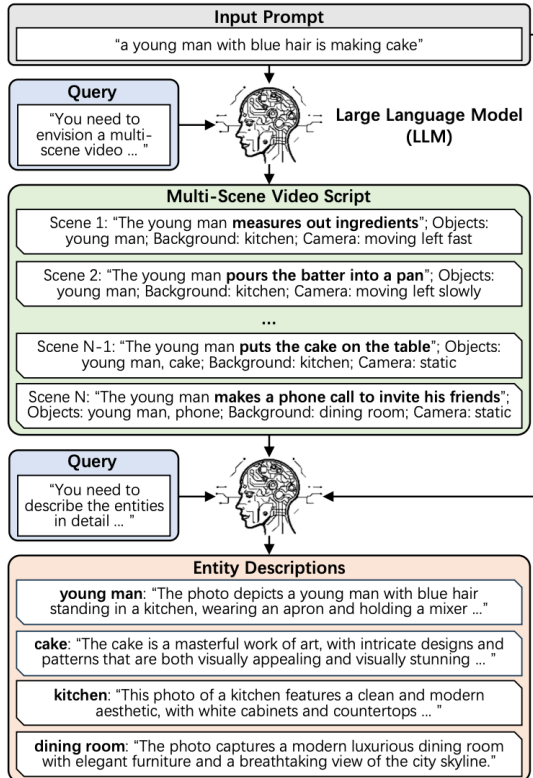 Input Prompt
“a young man with blue hair is making cake”
Query
“You need to
envision a multi-
scene video ... ”
Large Language Model
(LLM)
Multi-Scene Video Script
Scene 1: “The young man measures out ingredients”; Objects:
young man; Background: kitchen; Camera: moving left fast
Scene 2: “The young man pours the batter into a pan”; Objects:
young man; Background: kitchen; Camera: moving left slowly
...
Scene N-1: “The young man puts the cake on the table”; Objects:
young man, cake; Background: kitchen; Camera: static
Scene N: “The young man makes a phone call to invite his friends”;
Objects: young man, phone; Background: dining room; Camera: static
Query
“You need to
describe the entities
in detail ... ”
Entity Descriptions
young man: “The photo depicts a young man with blue hair
standing in a kitchen, wearing an apron and holding a mixer ...”
cake: “The cake is a masterful work of art, with intricate designs and
patterns that are both visually appealing and visually stunning ... ”
kitchen: “This photo of a kitchen features a clean and modern
aesthetic, with white cabinets and countertops ... ”
dining room: “The photo captures a modern luxurious dining room
with elegant furniture and a breathtaking view of the city skyline.”